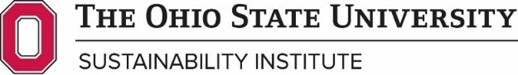 THE OHIO STATE UNIVERSITY
SUSTAINABILITY INSTITUTE